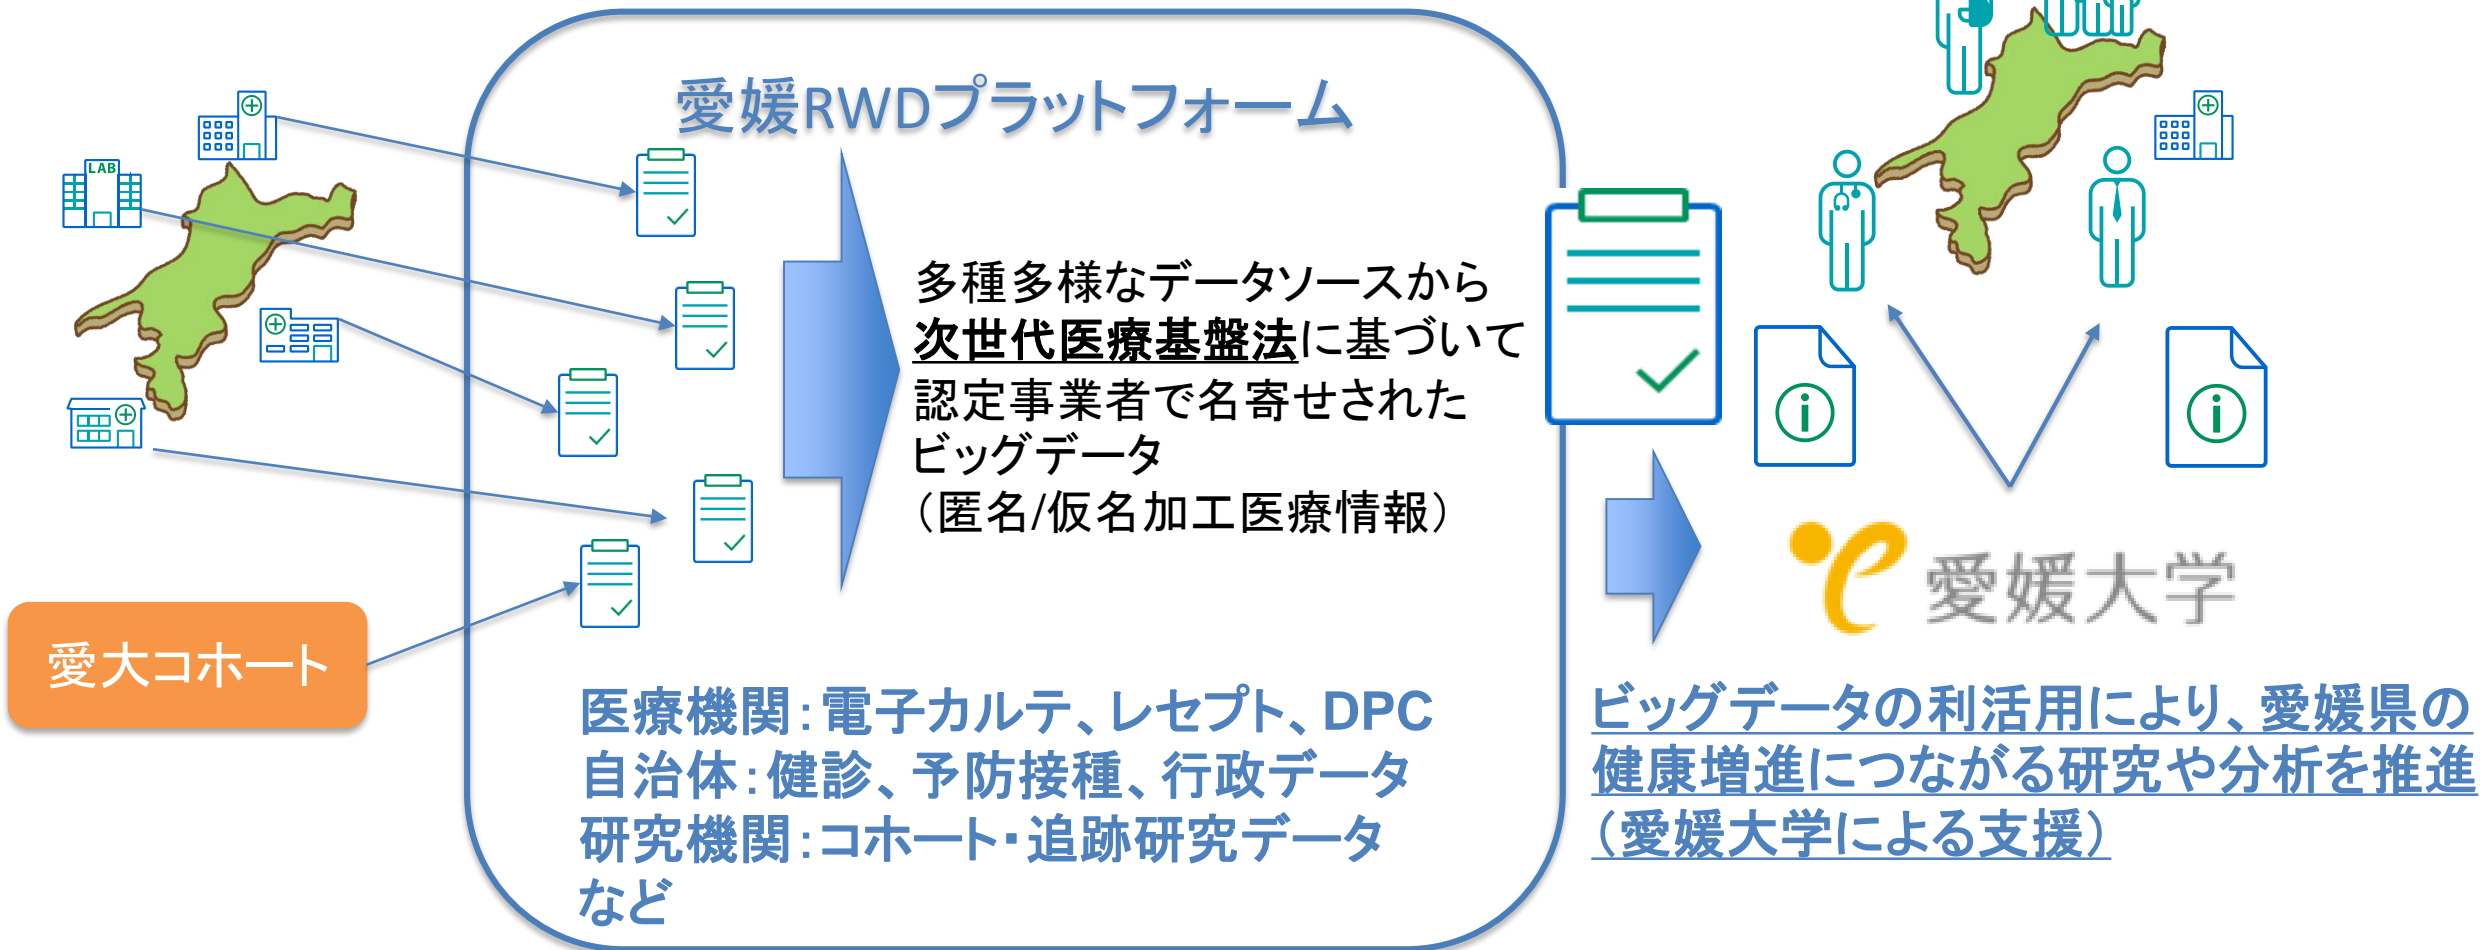 愛媛RWDプラットフォーム
LAB
多種多様なデータソースから
次世代医療基盤法に基づいて
認定事業者で名寄せされた
ビッグデータ
（匿名/仮名加工医療情報）
愛大コホート
医療機関：電子カルテ、レセプト、DPC
自治体：健診、予防接種、行政データ
研究機関：コホート・追跡研究データ
など
愛媛大学
ビッグデータの利活用により、愛媛県の
健康増進につながる研究や分析を推進
（愛媛大学による支援）